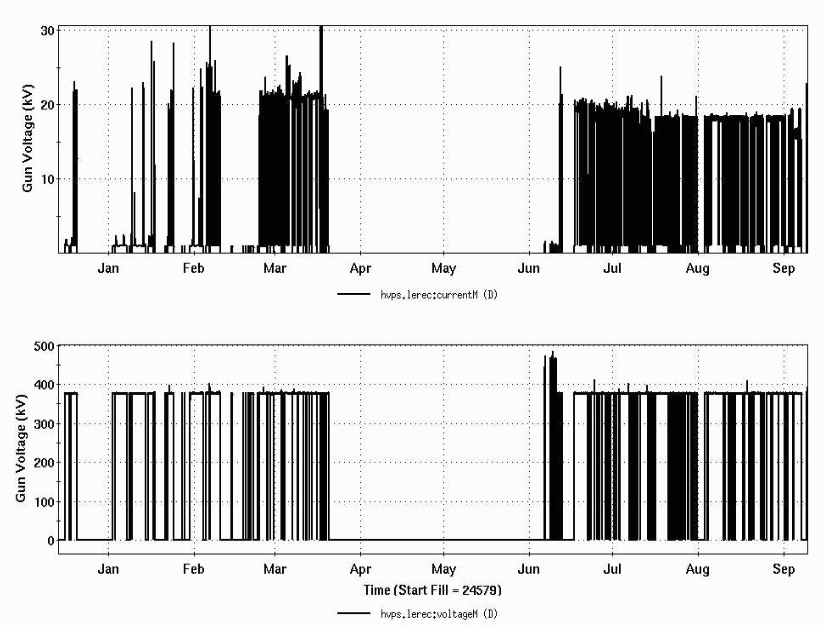 30
20
10
Gun Voltage (kV)
Jan Feb Mar Apr May Jun Jul Aug Sep
hvps.lerec:currentM (D)
500
400
300
200
100
0
Gun Voltage (kV)
Jan Feb Mar Apr May Jun Jul Aug Sep
Time (Start Fill = 24579)
hvps.lerec:voltageM (D)